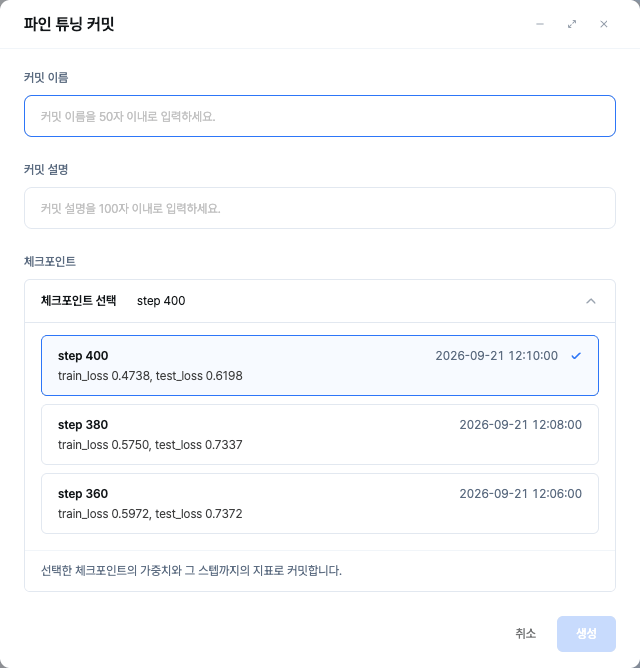 파인 튜닝 커밋
커밋 이름
커밋 이름을 50자 이내로 입력하세요.
커밋 설명
커밋 설명을 100자 이내로 입력하세요.
체크포인트
체크포인트 선택 step 400
step 400 2026-09-21 12:10:00
train_loss 0.4738, test_loss 0.6198
step 380 2026-09-21 12:08:00
train_loss 0.5750, test_loss 0.7337
step 360 2026-09-21 12:06:00
train_loss 0.5972, test_loss 0.7372
선택한 체크포인트의 가중치와 그 스텝까지의 지표로 커밋합니다.
취소 생성